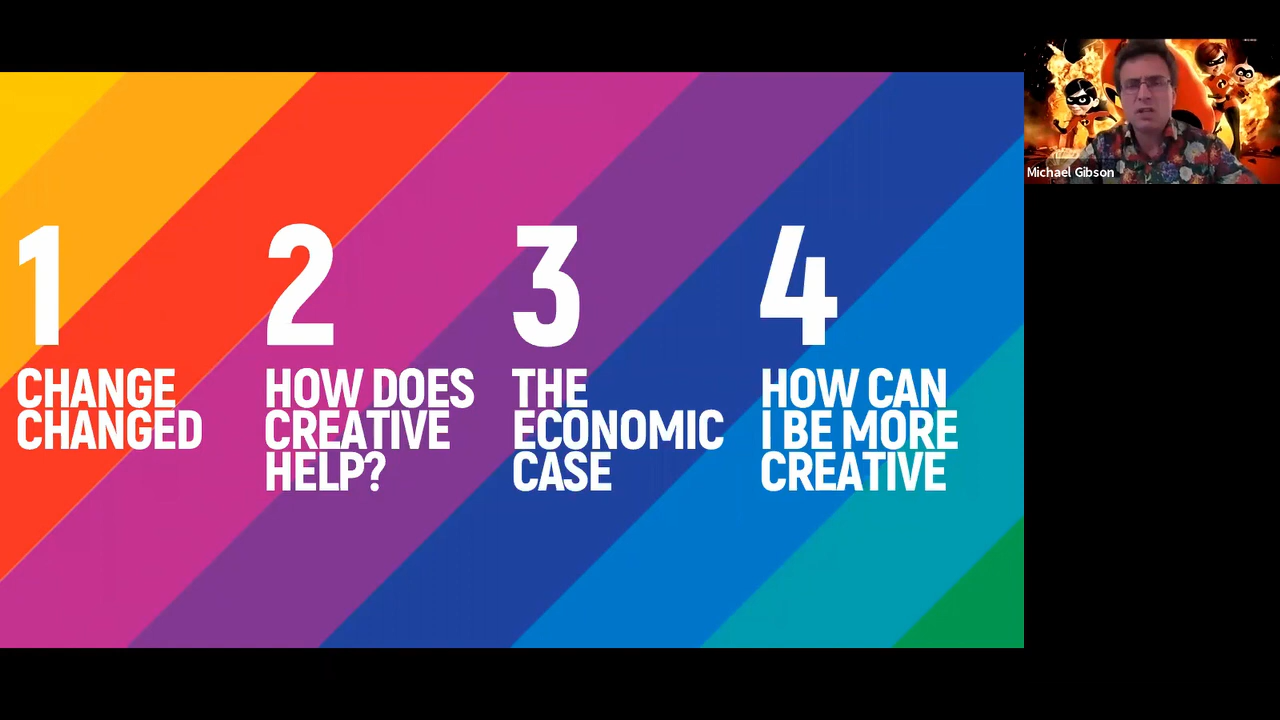 1
CHANGE
CHANGED
2
HOW DOES
CREATIVE
HELP?
3
THE
ECONOMIC
CASE
4
HOW CAN
I BE MORE
CREATIVE
Michael Gibson